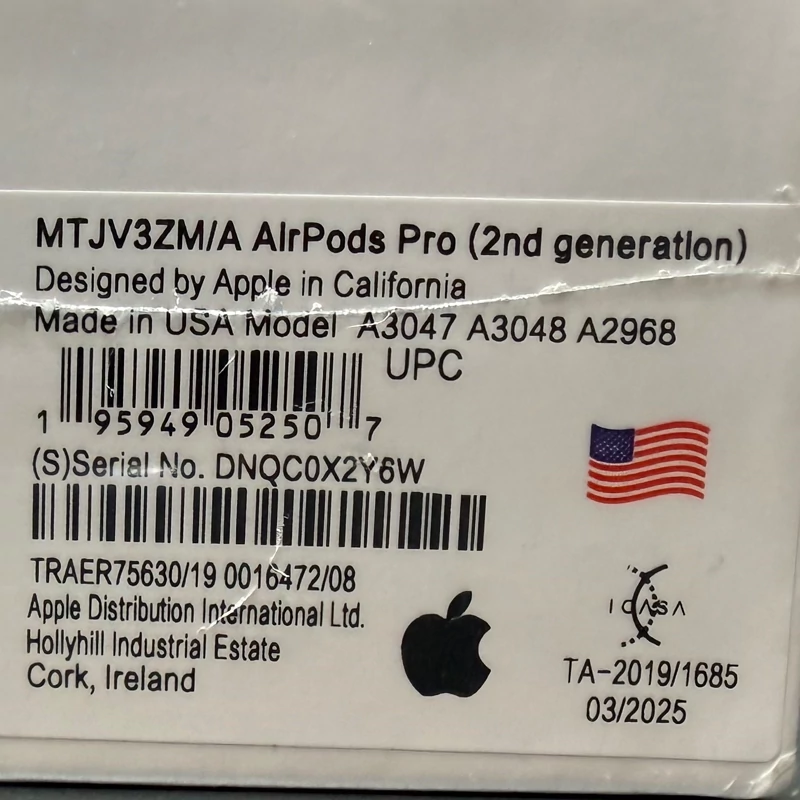 MTJV3ZM/A AirPods Pro (2nd generation)
Designed by Apple in California
Made in USA Model A3047 A3048 A2968
UPC
1 95949 05250 7
(S)Serial No. DNQC0X2Y6W
TRAER75630/19 0016472/08
Apple Distribution International Ltd.
Hollyhill Industrial Estate
Cork, Ireland
ICASA
TA-2019/1685
03/2025